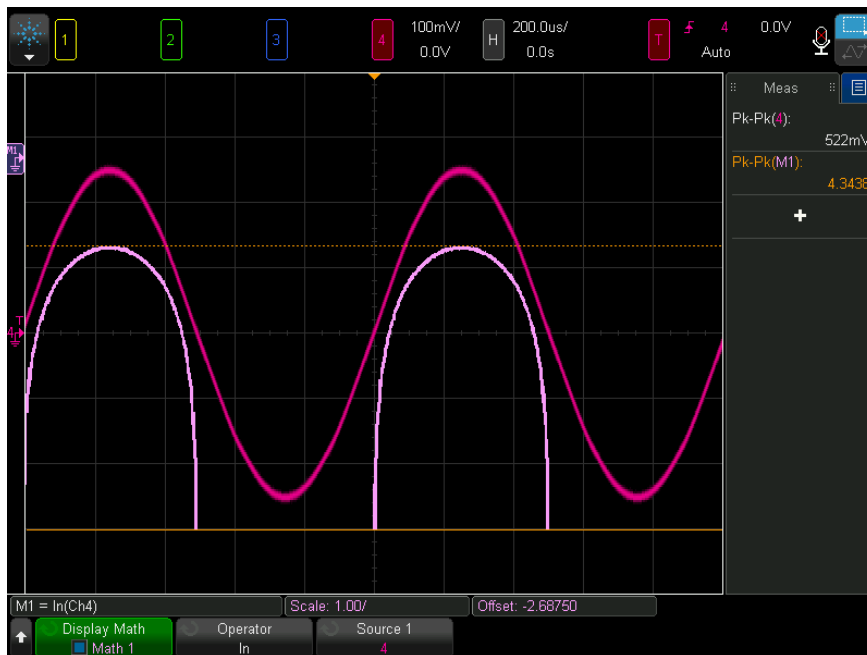 1 2 3 4 100mV/ 0.0V H 200.0us/ 0.0s T 4 0.0V Auto
Meas
M1
Pk-Pk(4):
522mV
Pk-Pk(M1):
4.3438
+
T
4
M1 = ln(Ch4) Scale: 1.00/ Offset: -2.68750
Display Math Operator Source 1
Math 1 ln 4